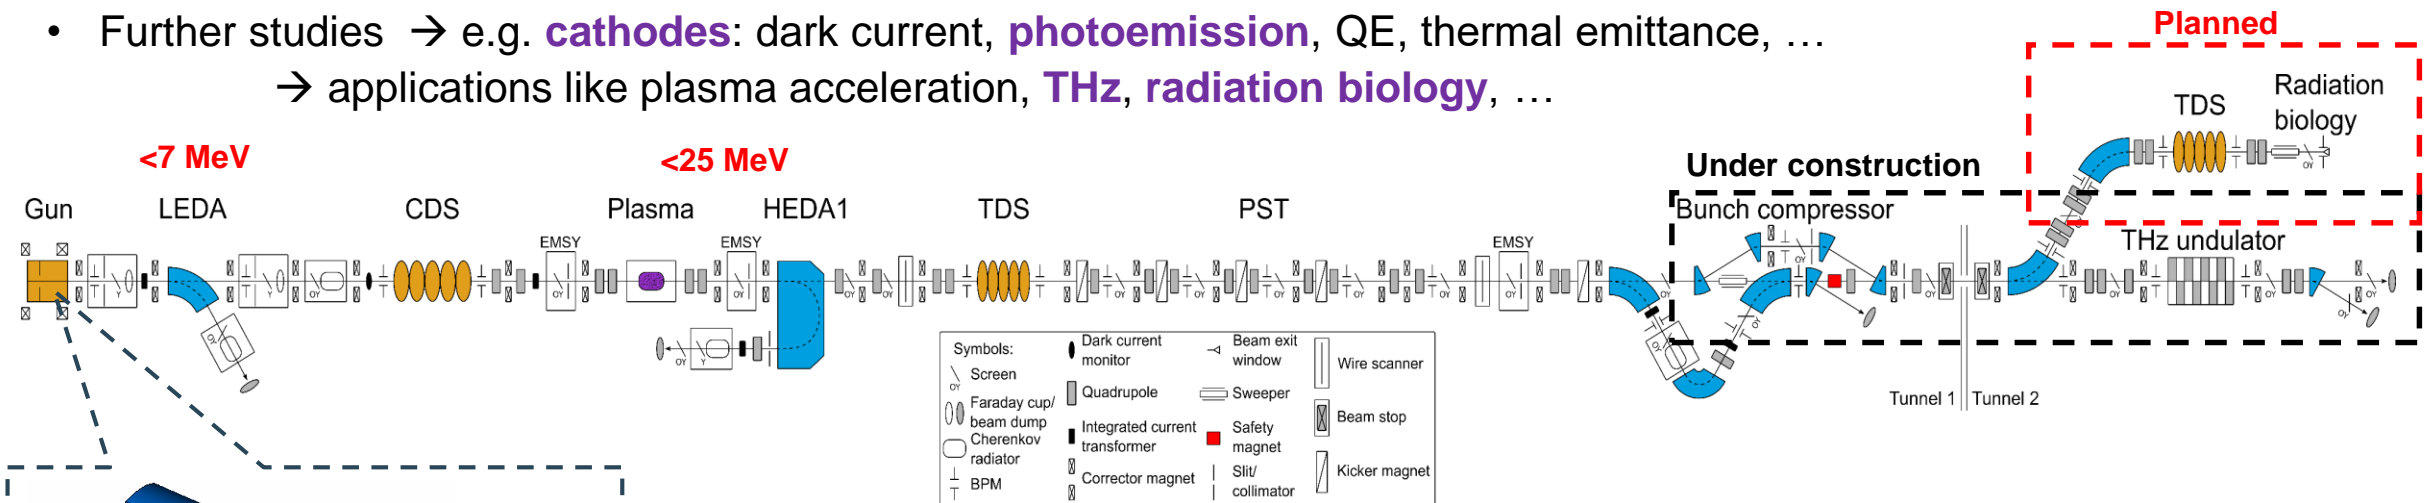 • Further studies → e.g. cathodes: dark current, photoemission, QE, thermal emittance, …
→ applications like plasma acceleration, THz, radiation biology, …
Planned
Radiation
biology
TDS
<7 MeV
<25 MeV
Under construction
Gun
LEDA
CDS
Plasma
HEDA1
TDS
PST
Bunch compressor
THz undulator
EMSY
EMSY
EMSY
Tunnel 1
Tunnel 2
Symbols:
Screen
OY
Faraday cup/
beam dump
Cherenkov
radiator
BPM
Dark current
monitor
Quadrupole
Integrated current
transformer
Corrector magnet
Beam exit
window
Sweeper
Safety
magnet
Slit/
collimator
Wire scanner
Beam stop
Kicker magnet